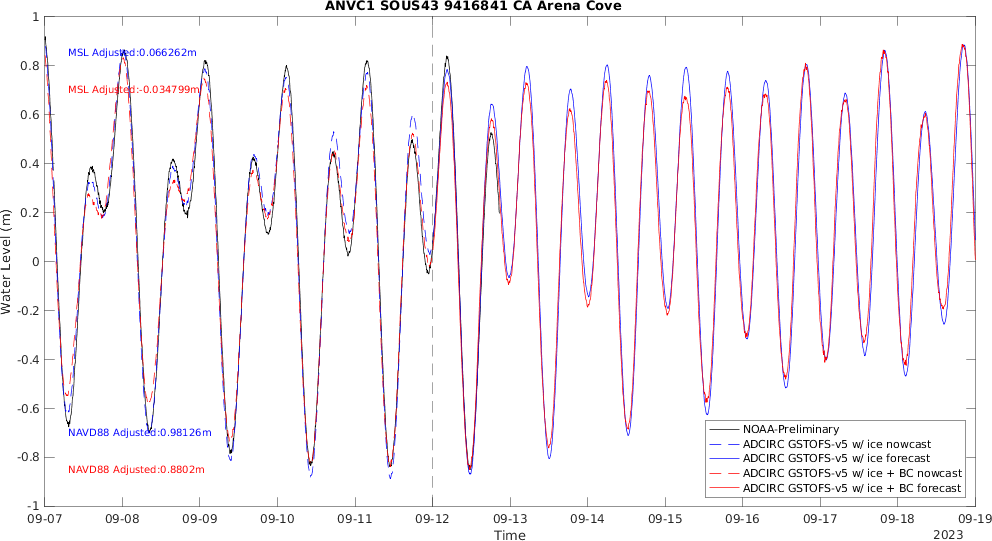 ANVC1 SOUS43 9416841 CA Arena Cove
1
0.8
0.6
0.4
0.2
0
-0.2
-0.4
-0.6
-0.8
-1
Water Level (m)
MSL Adjusted:0.066262m
MSL Adjusted:-0.034799m
NAVD88 Adjusted:0.98126m
NAVD88 Adjusted:0.8802m
NOAA-Preliminary
ADCIRC GSTOFS-v5 w/ ice nowcast
ADCIRC GSTOFS-v5 w/ ice forecast
ADCIRC GSTOFS-v5 w/ ice + BC nowcast
ADCIRC GSTOFS-v5 w/ ice + BC forecast
09-07 09-08 09-09 09-10 09-11 09-12 09-13 09-14 09-15 09-16 09-17 09-18 09-19
Time
2023